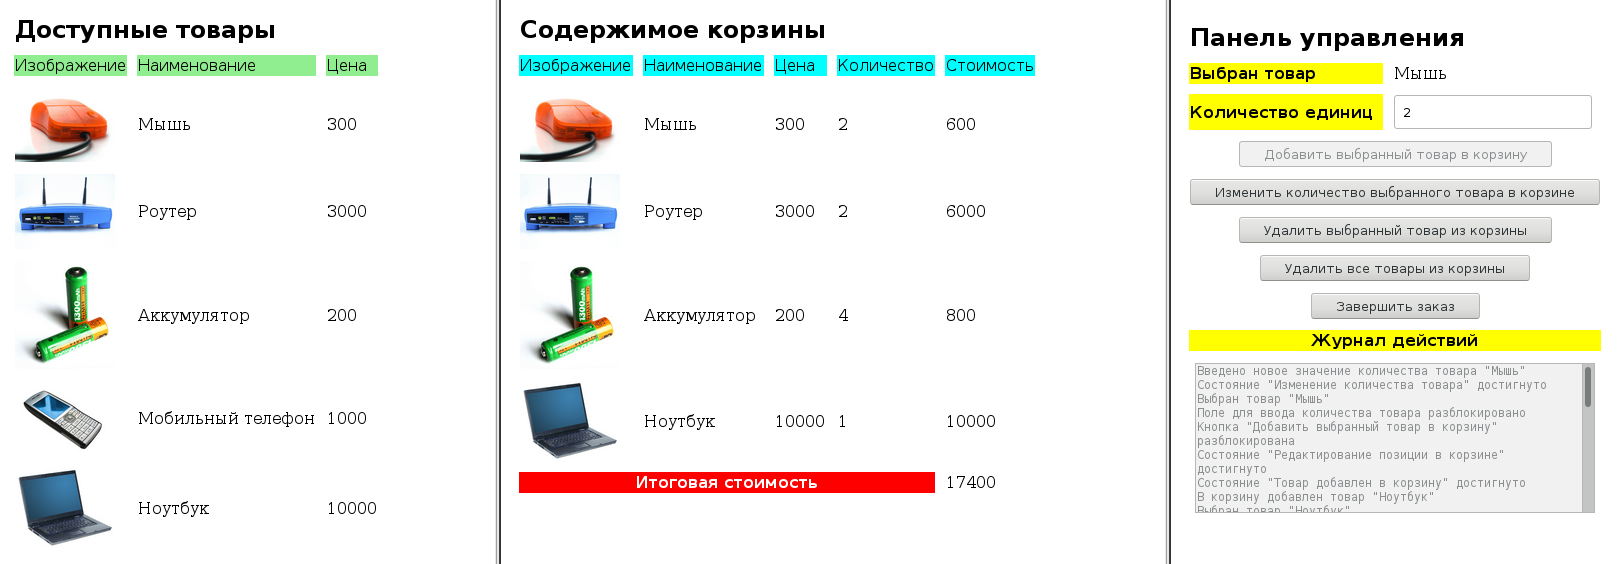 Доступные товары
Изображение Наименование Цена
Мышь 300
Роутер 3000
Аккумулятор 200
Мобильный телефон 1000
Ноутбук 10000
Содержимое корзины
Изображение Наименование Цена Количество Стоимость
Мышь 300 2 600
Роутер 3000 2 6000
Аккумулятор 200 4 800
Ноутбук 10000 1 10000
Итоговая стоимость 17400
Панель управления
Выбран товар Мышь
Количество единиц 2
Добавить выбранный товар в корзину
Изменить количество выбранного товара в корзине
Удалить выбранный товар из корзины
Удалить все товары из корзины
Завершить заказ
Журнал действий
Введено новое значение количества товара "Мышь"
Состояние "Изменение количества товара" достигнуто
Выбран товар "Мышь"
Поле для ввода количества товара разблокировано
Кнопка "Добавить выбранный товар в корзину"
разблокирована
Состояние "Редактирование позиции в корзине"
достигнуто
Состояние "Товар добавлен в корзину" достигнуто
В корзину добавлен товар "Ноутбук"
Выбран товар "Ноутбук"